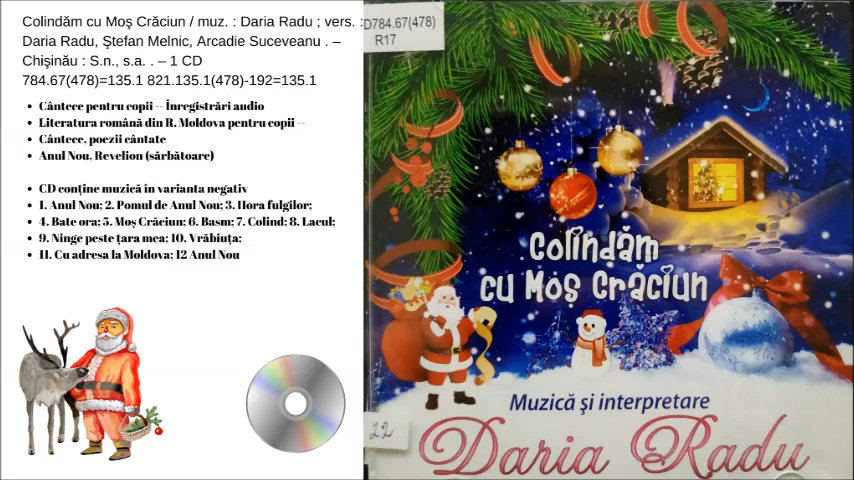 Colindăm cu Moş Crăciun / muz. : Daria Radu ; vers. :
Daria Radu, Ştefan Melnic, Arcadie Suceveanu . –
Chişinău : S.n., s.a. . – 1 CD
784.67(478)=135.1 821.135.1(478)-192=135.1
• Cântece pentru copii -- Înregistrări audio
• Literatura română din R. Moldova pentru copii --
• Cântece, poezii cântate
• Anul Nou, Revelion (sărbătoare)
• CD conține muzică în varianta negativ
• 1. Anul Nou; 2. Pomul de Anul Nou; 3. Hora fulgilor;
• 4. Bate ora; 5. Moș Crăciun; 6. Basm; 7. Colind; 8. Lacul;
• 9. Ninge peste țara mea; 10. Vrăbiuța;
• 11. Cu adresa la Moldova; 12 Anul Nou
D784.67(478)
R17
Colindăm
cu Moș Crăciun
Muzică şi interpretare
22
Daria Radu